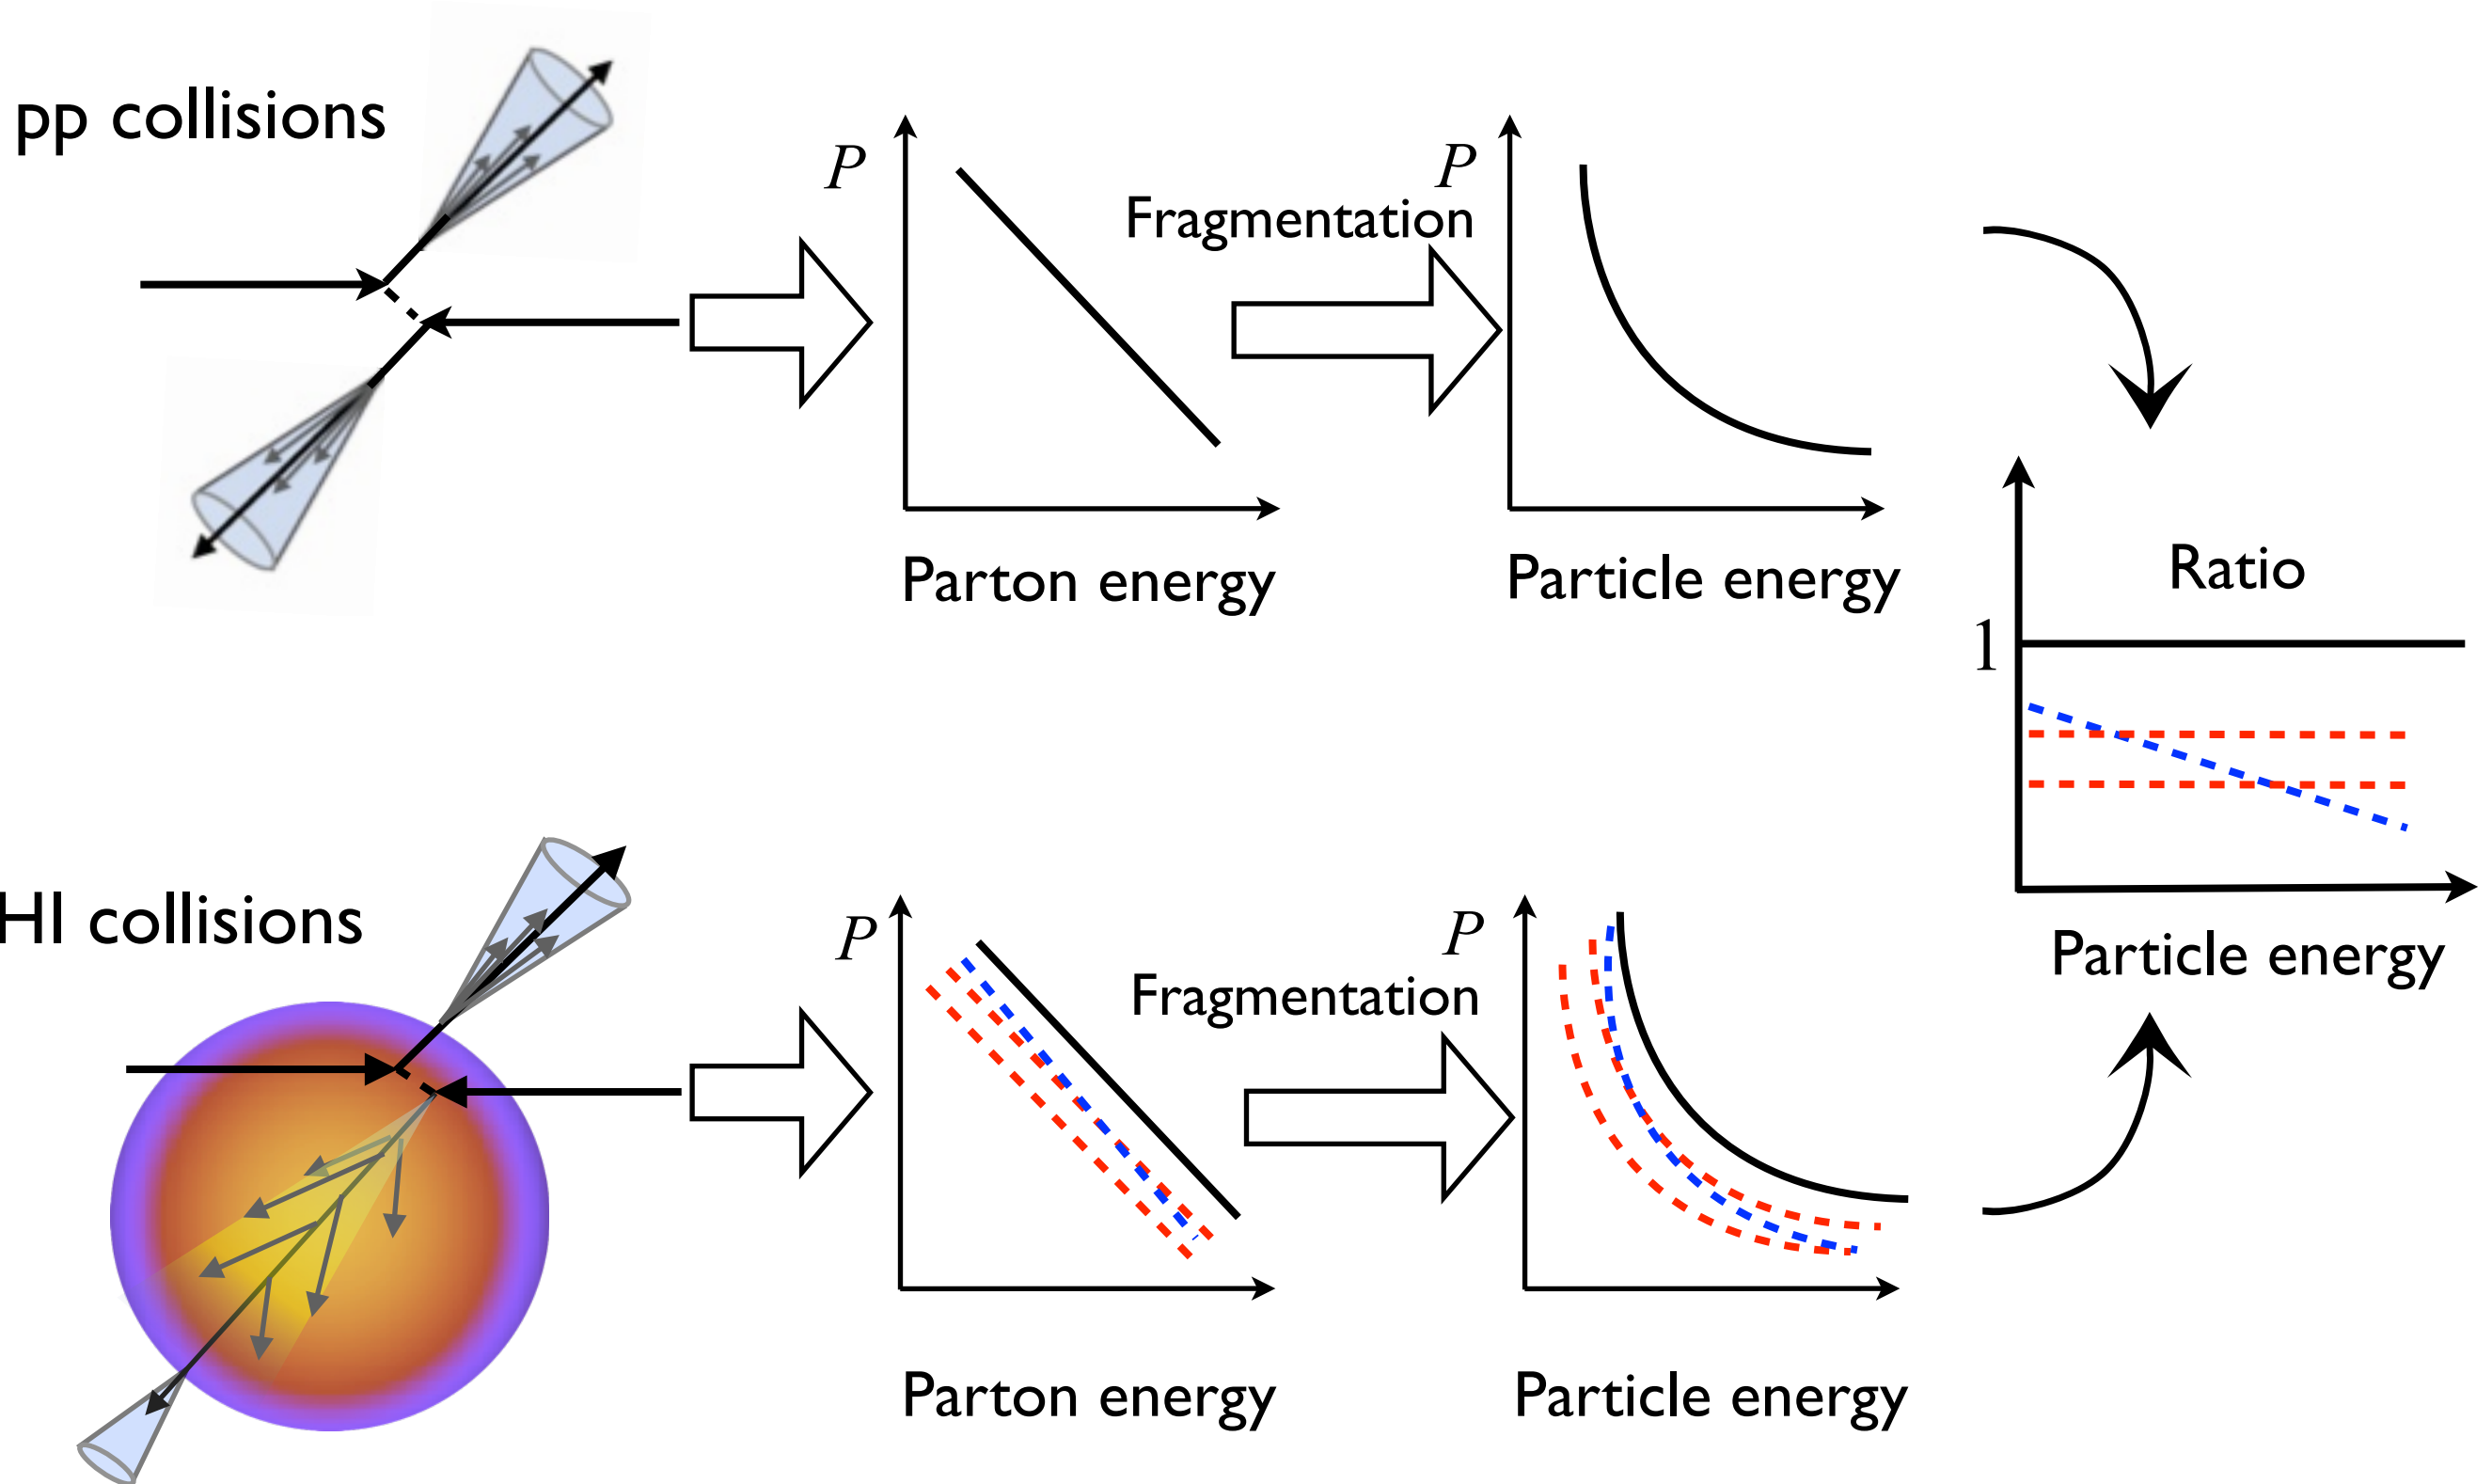 pp collisions
P
Fragmentation
P
Parton energy
Particle energy
Ratio
1
Particle energy
HI collisions
P
Fragmentation
P
Parton energy
Particle energy